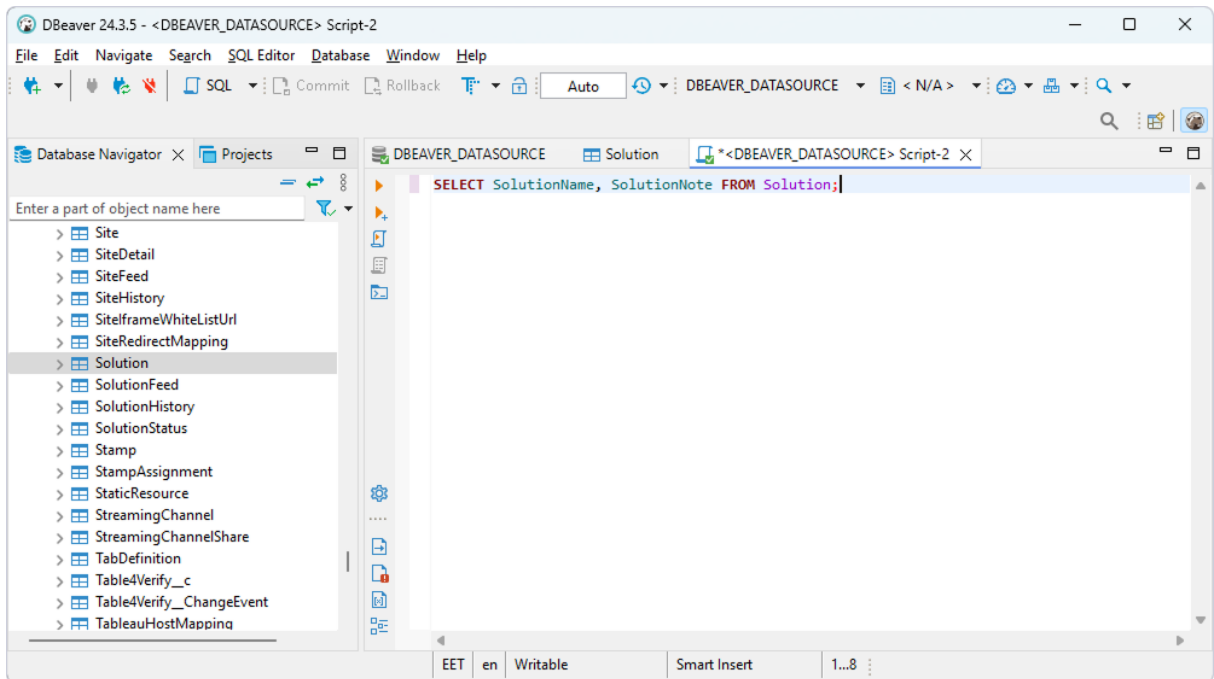 DBeaver 24.3.5 - <DBEAVER_DATASOURCE> Script-2
File Edit Navigate Search SQL Editor Database Window Help
SQL Commit Rollback Auto DBEAVER_DATASOURCE < N/A >
Database Navigator Projects DBEAVER_DATASOURCE Solution *<DBEAVER_DATASOURCE> Script-2
Enter a part of object name here
SELECT SolutionName, SolutionNote FROM Solution;
Site
SiteDetail
SiteFeed
SiteHistory
SiteIframeWhiteListUrl
SiteRedirectMapping
Solution
SolutionFeed
SolutionHistory
SolutionStatus
Stamp
StampAssignment
StaticResource
StreamingChannel
StreamingChannelShare
TabDefinition
Table4Verify__c
Table4Verify__ChangeEvent
TableauHostMapping
EET en Writable Smart Insert 1...8